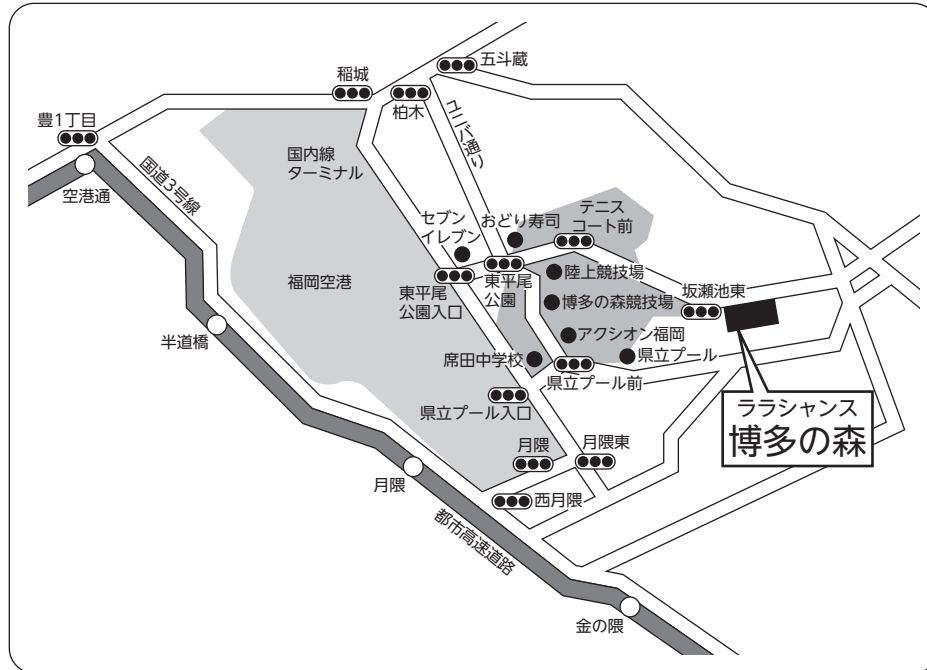 五斗蔵
稲城
柏木
豊1丁目
ユニバ通り
国内線
ターミナル
国道3号線
空港通
テニス
コート前
おどり寿司
セブン
イレブン
陸上競技場
東平尾
公園
坂瀬池東
福岡空港
東平尾
公園入口
博多の森競技場
アクシオン福岡
県立プール
半道橋
席田中学校
県立プール前
県立プール入口
ララシャンス
博多の森
月隈
月隈東
月隈
西月隈
都市高速道路
金の隈